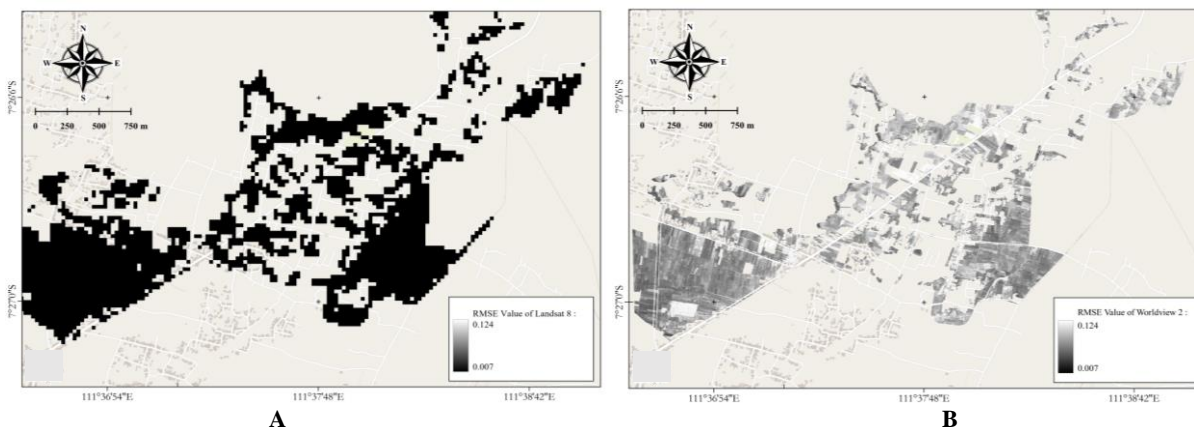 N
W E
S
0 250 500 750 m
7°26'6"S
7°27'0"S
RMSE Value of Landsat 8 :
0.124
0.007
111°36'54"E 111°37'48"E 111°38'42"E
A
N
W E
S
0 250 500 750 m
7°26'6"S
7°27'0"S
RMSE Value of Worldview 2 :
0.124
0.007
111°36'54"E 111°37'48"E 111°38'42"E
B